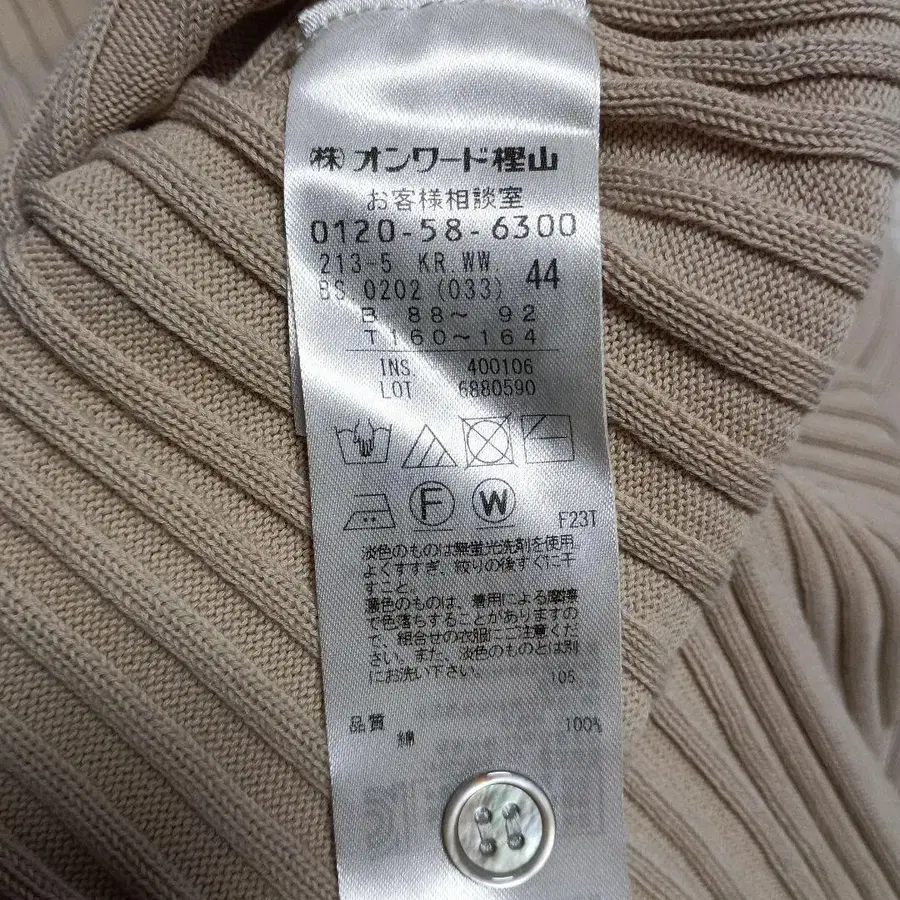 ㈱オンワード樫山
お客様相談室
0120-58-6300
213-5 KR.WW. 44
BS.0202 (033)
B 88～ 92
T160～164
INS. 400106
LOT 6880590
F W
F23T
淡色のものは無蛍光洗剤を使用
よくすすぎ、絞りの後すぐに干
すこと。
濃色のものは、着用による摩擦
で色落ちすることがありますの
で、組合せの衣服にご注意くだ
さい。また、淡色のものとは別
にお洗い下さい。
105
品質
綿 100%